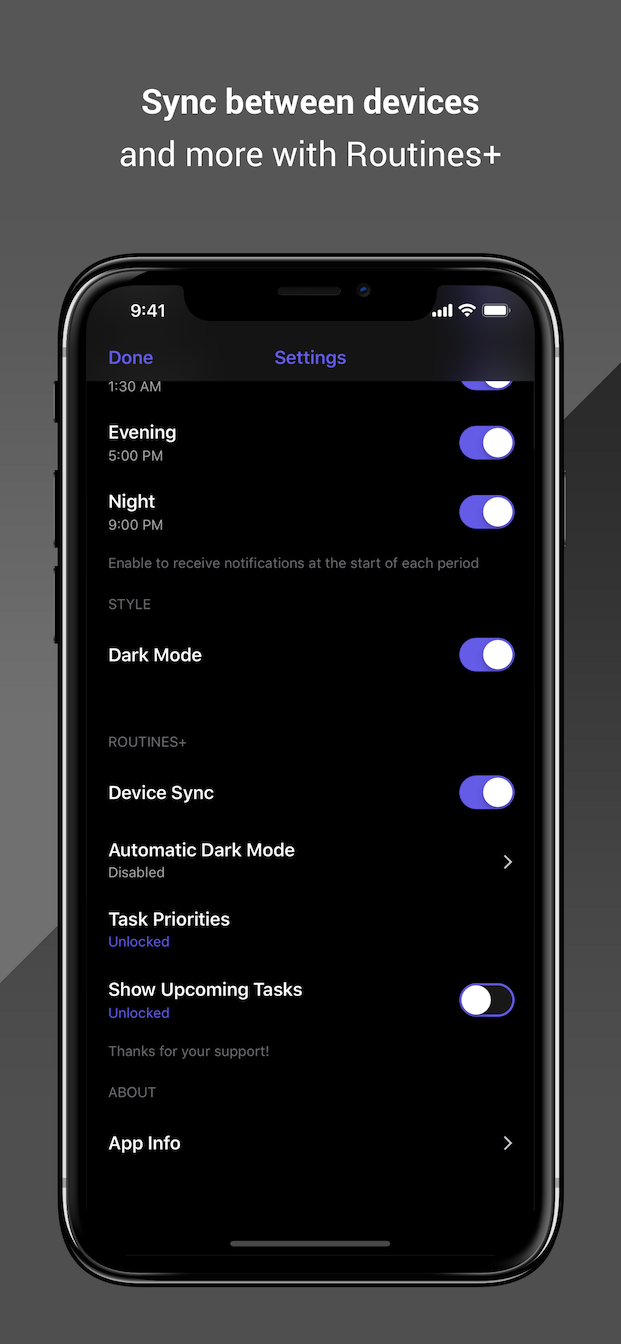 Sync between devices
and more with Routines+
9:41
Done Settings
1:30 AM
Evening
5:00 PM
Night
9:00 PM
Enable to receive notifications at the start of each period
STYLE
Dark Mode
ROUTINES+
Device Sync
Automatic Dark Mode
Disabled
Task Priorities
Unlocked
Show Upcoming Tasks
Unlocked
Thanks for your support!
ABOUT
App Info